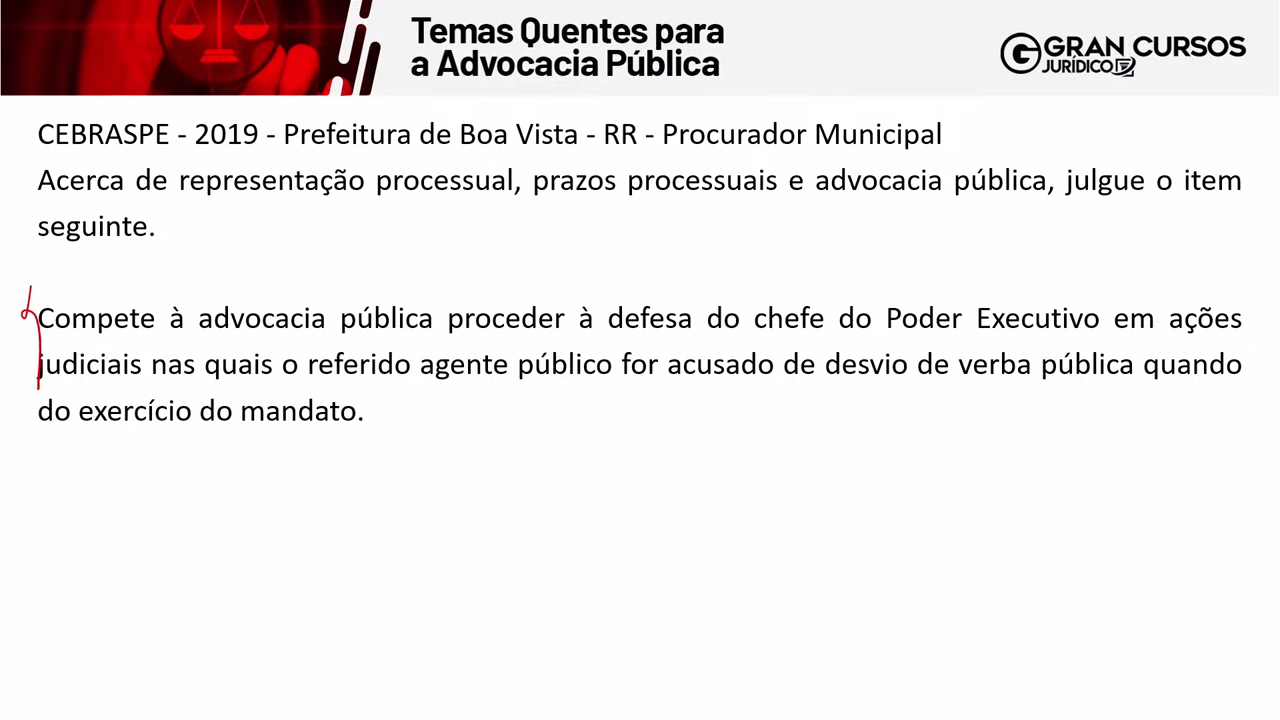 Temas Quentes para
a Advocacia Pública
GRAN CURSOS
JURÍDICO
CEBRASPE - 2019 - Prefeitura de Boa Vista - RR - Procurador Municipal
Acerca de representação processual, prazos processuais e advocacia pública, julgue o item
seguinte.
Compete à advocacia pública proceder à defesa do chefe do Poder Executivo em ações
judiciais nas quais o referido agente público for acusado de desvio de verba pública quando
do exercício do mandato.